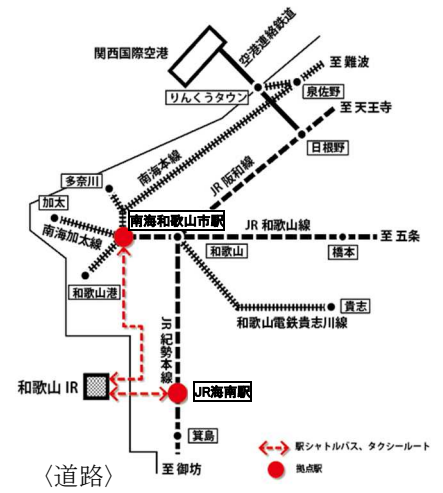 関西国際空港
空港連絡鉄道
至 難波
りんくうタウン
泉佐野
至 天王寺
日根野
南海本線
JR 阪和線
多奈川
加太
南海和歌山市駅
JR 和歌山線
至 五条
南海加太線
和歌山
橋本
和歌山港
貴志
和歌山電鉄貴志川線
JR 紀勢本線
和歌山 IR
JR海南駅
箕島
駅シャトルバス、タクシールート
拠点駅
至 御坊
〈道路〉